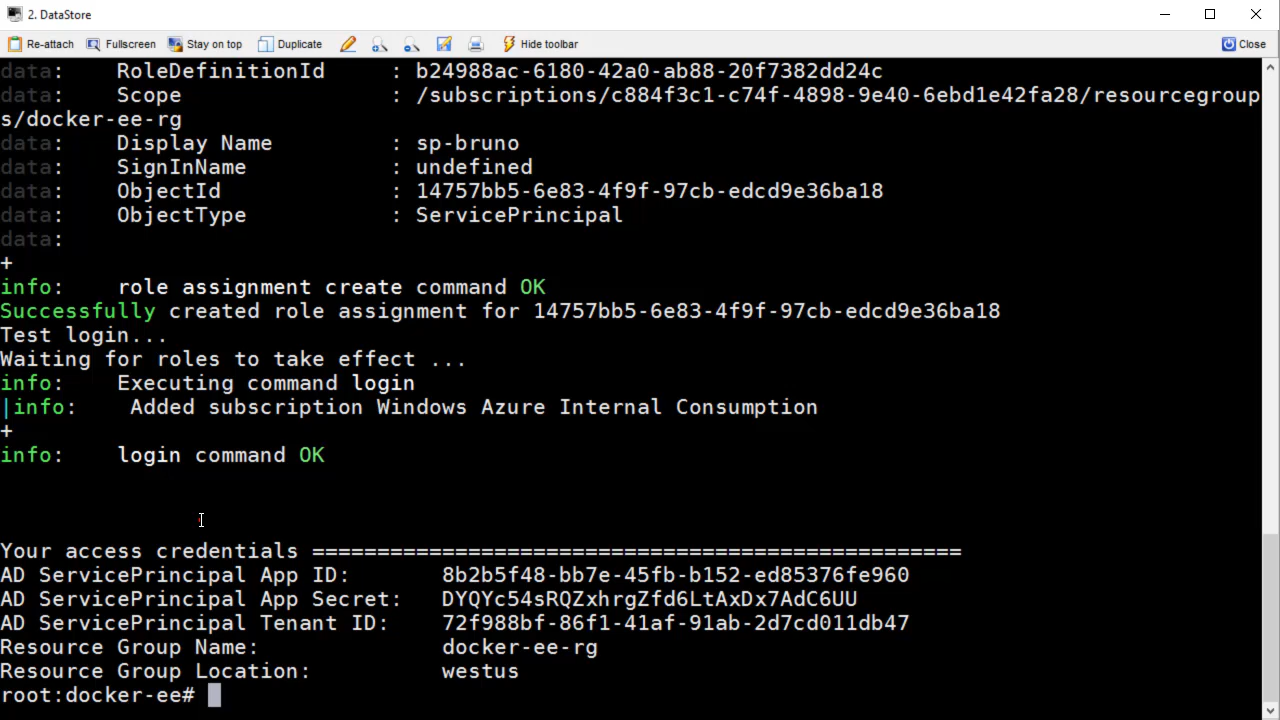 2. DataStore
Re-attach Fullscreen Stay on top Duplicate Hide toolbar Close
data:    RoleDefinitionId     : b24988ac-6180-42a0-ab88-20f7382dd24c
data:    Scope                : /subscriptions/c884f3c1-c74f-4898-9e40-6ebd1e42fa28/resourcegroup
s/docker-ee-rg
data:    Display Name         : sp-bruno
data:    SignInName           : undefined
data:    ObjectId             : 14757bb5-6e83-4f9f-97cb-edcd9e36ba18
data:    ObjectType           : ServicePrincipal
data:
+
info:    role assignment create command OK
Successfully created role assignment for 14757bb5-6e83-4f9f-97cb-edcd9e36ba18
Test login...
Waiting for roles to take effect ...
info:    Executing command login
|info:    Added subscription Windows Azure Internal Consumption
+
info:    login command OK
Your access credentials ==================================================
AD ServicePrincipal App ID:       8b2b5f48-bb7e-45fb-b152-ed85376fe960
AD ServicePrincipal App Secret:   DYQYc54sRQZxhrgZfd6LtAxDx7AdC6UU
AD ServicePrincipal Tenant ID:    72f988bf-86f1-41af-91ab-2d7cd011db47
Resource Group Name:              docker-ee-rg
Resource Group Location:          westus
root:docker-ee#